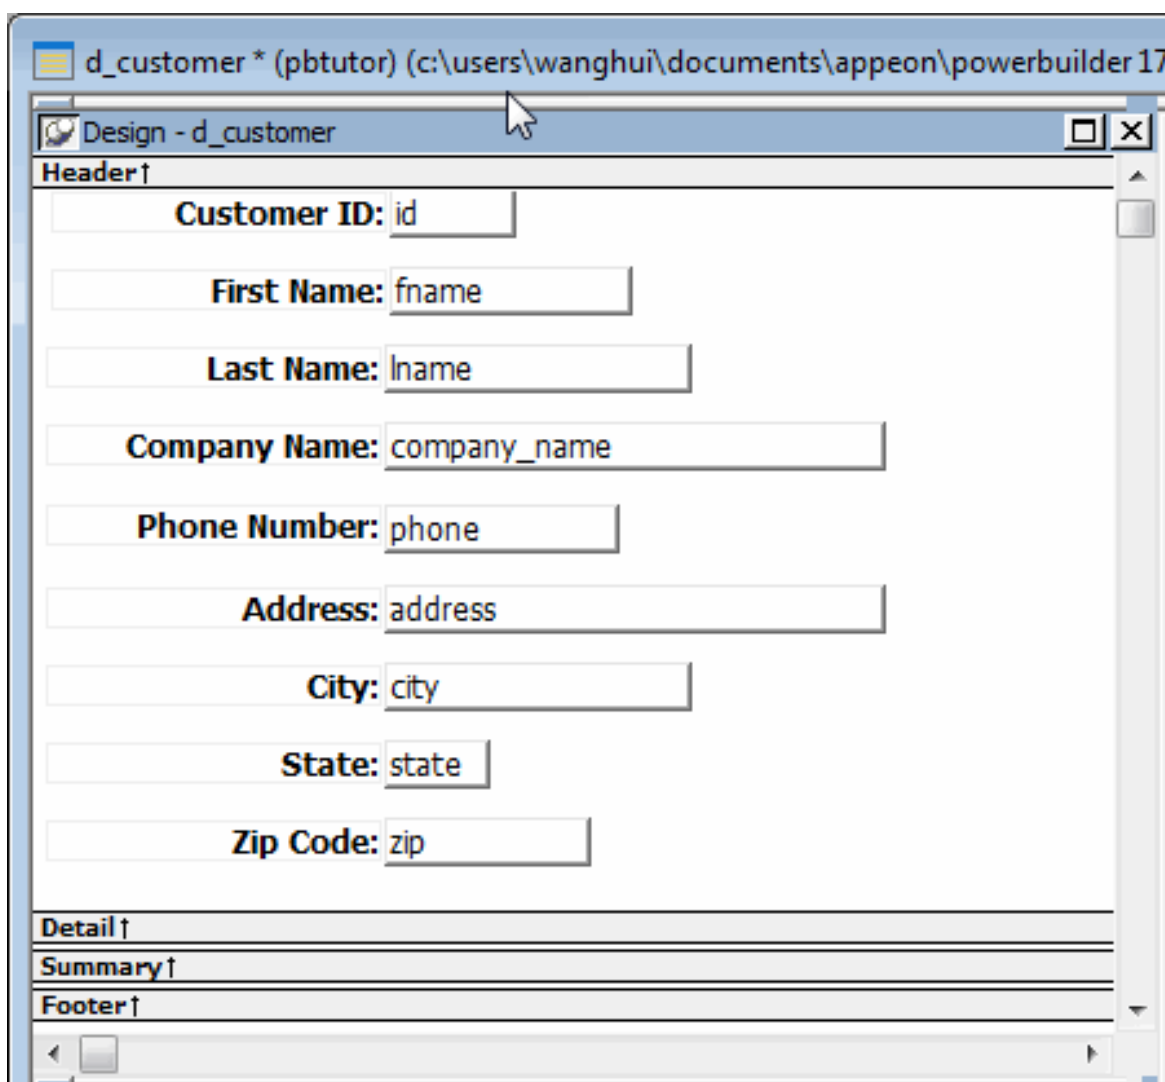 d_customer * (pbtutor) (c:\users\wanghui\documents\appeon\powerbuilder 17
Design - d_customer
Header↑
Customer ID: id
First Name: fname
Last Name: lname
Company Name: company_name
Phone Number: phone
Address: address
City: city
State: state
Zip Code: zip
Detail↑
Summary↑
Footer↑